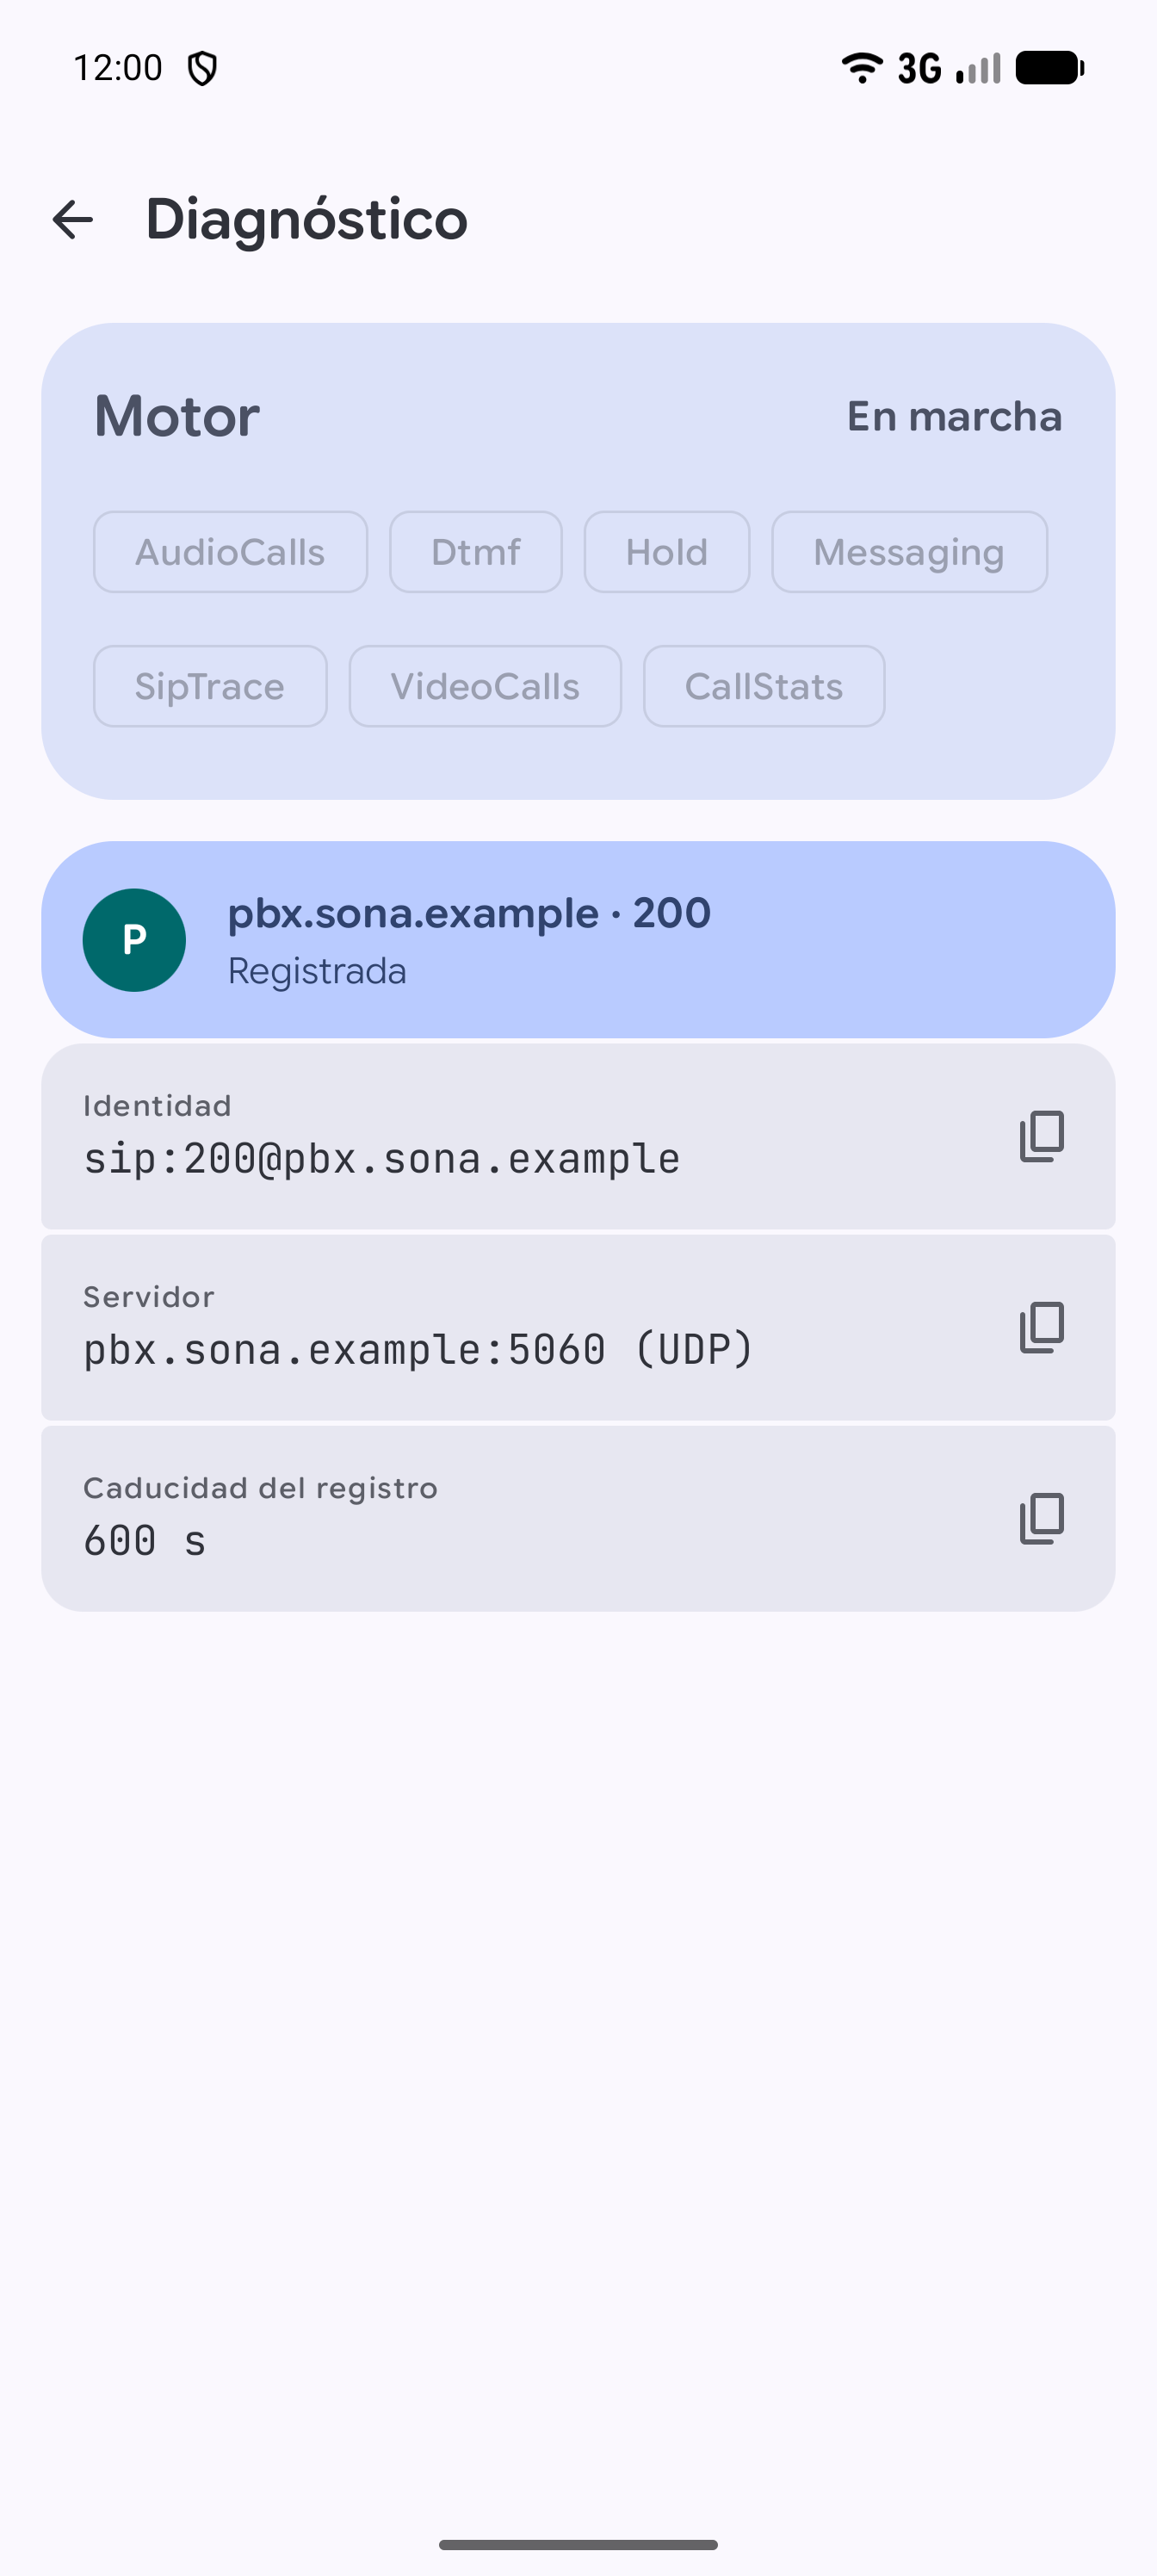 12:00
3G
Diagnóstico
Motor
En marcha
AudioCalls
Dtmf
Hold
Messaging
SipTrace
VideoCalls
CallStats
P
pbx.sona.example · 200
Registrada
Identidad
sip:200@pbx.sona.example
Servidor
pbx.sona.example:5060 (UDP)
Caducidad del registro
600 s